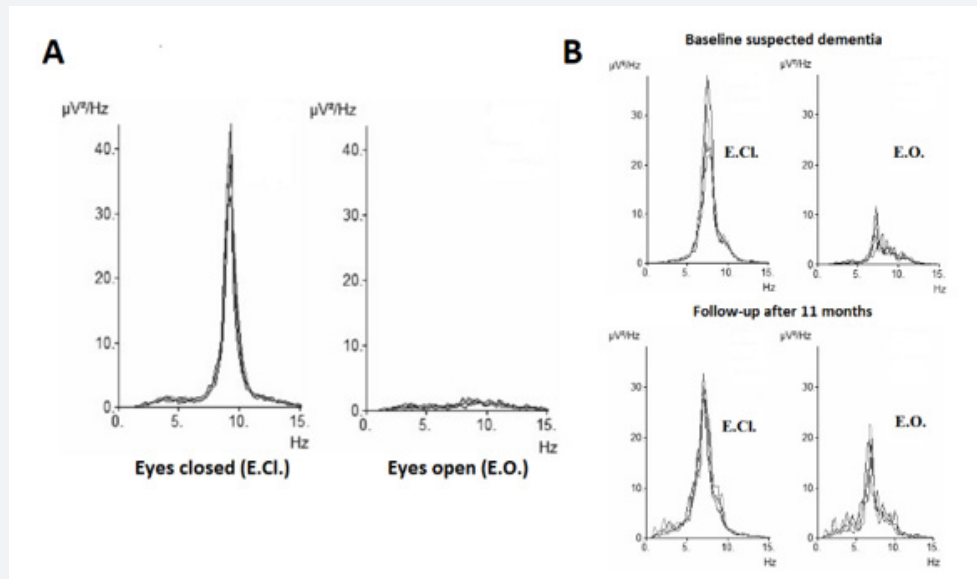 A
µV²/Hz
40.
30.
20.
10.
0.
0. 5. 10. 15.
Hz
Eyes closed (E.Cl.)
µV²/Hz
40.
30.
20.
10.
0.
0. 5. 10. 15.
Hz
Eyes open (E.O.)
B
Baseline suspected dementia
µV²/Hz
30.
20.
10.
0. 5. 10. 15.
Hz
E.Cl.
µV²/Hz
30.
20.
10.
0. 5. 10. 15.
Hz
E.O.
Follow-up after 11 months
µV²/Hz
30.
20.
10.
0
0. 5. 10. 15.
Hz
E.Cl.
µV²/Hz
30
20
10
0
0. 5. 10. 15.
Hz
E.O.